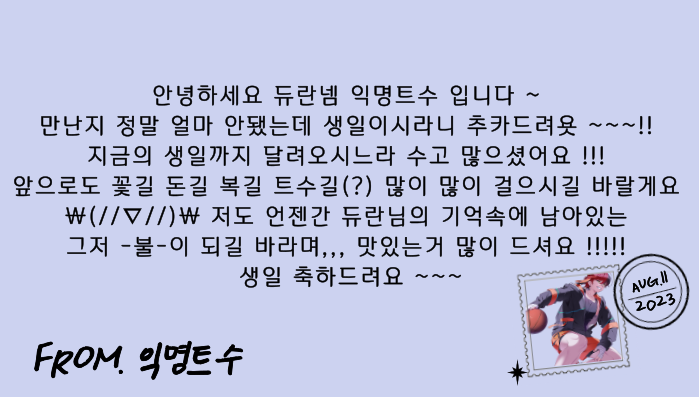 안녕하세요 듀란넴 익명트수 입니다 ~
만난지 정말 얼마 안됐는데 생일이시라니 추카드려욧 ~~~!!
지금의 생일까지 달려오시느라 수고 많으셨어요 !!!
앞으로도 꽃길 돈길 복길 트수길(?) 많이 많이 걸으시길 바랄게요
₩(//▽//)₩ 저도 언젠간 듀란님의 기억속에 남아있는
그저 -불-이 되길 바라며,,, 맛있는거 많이 드셔요 !!!!!
생일 축하드려요 ~~~
AUG.11
2023
FROM. 익명트수